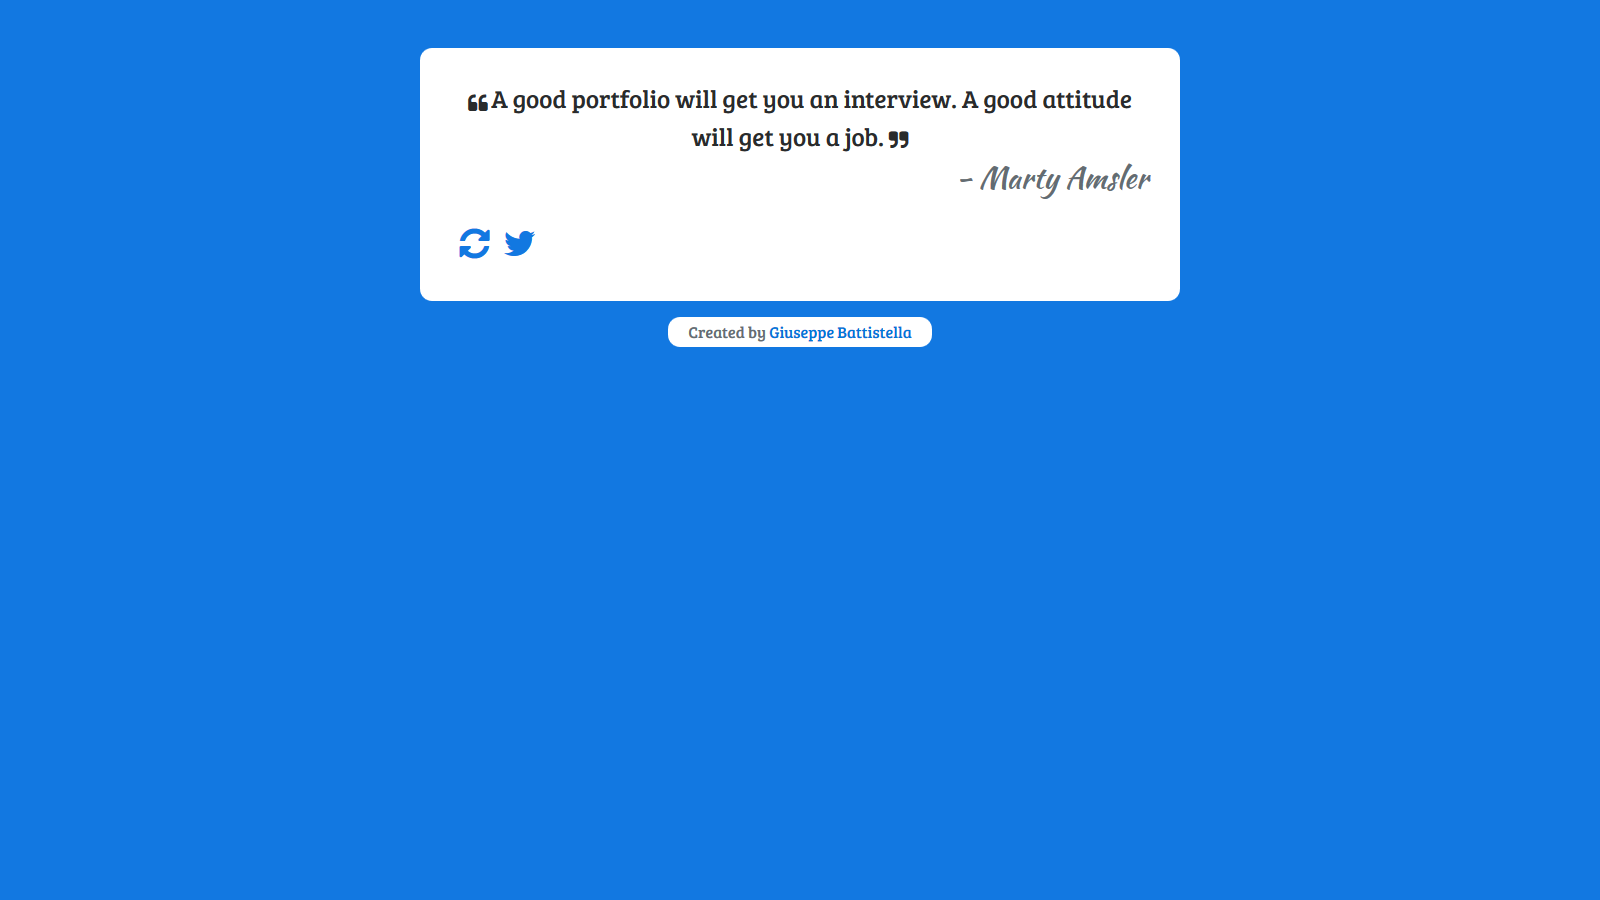 ❝A good portfolio will get you an interview. A good attitude
will get you a job.❞
- Marty Amsler
Created by Giuseppe Battistella